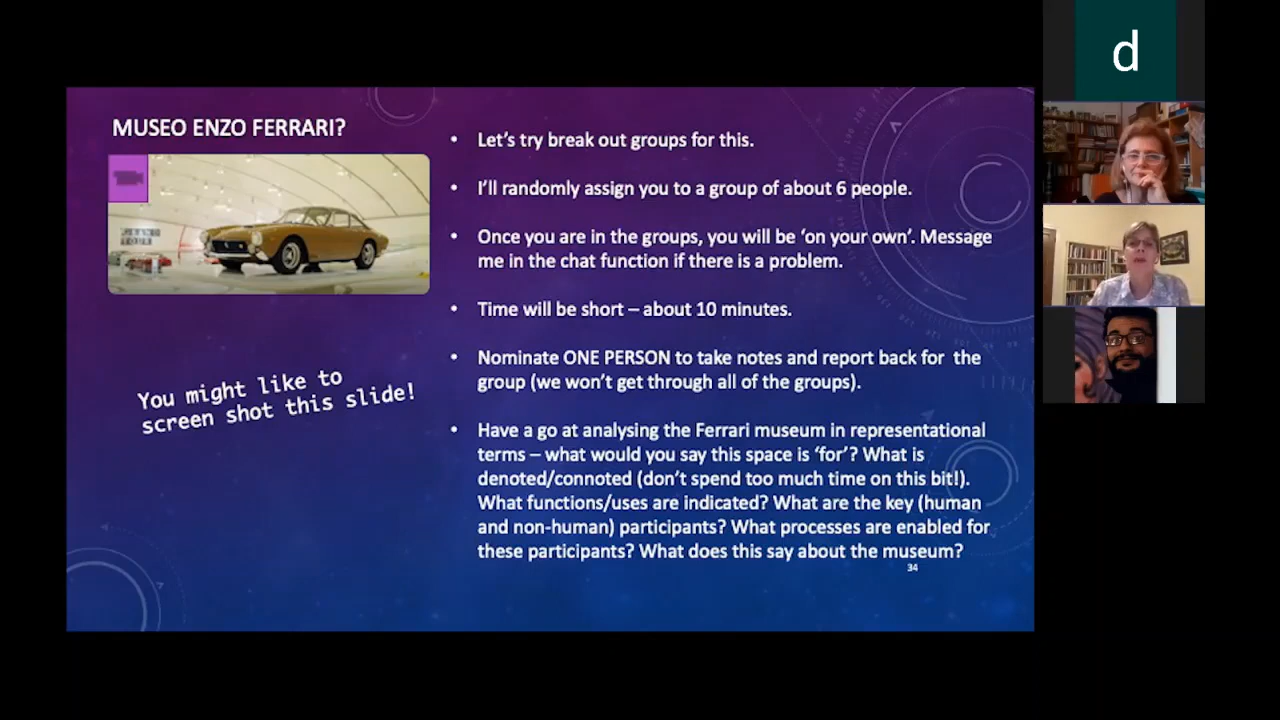 MUSEO ENZO FERRARI?
You might like to
screen shot this slide!
• Let's try break out groups for this.
• I'll randomly assign you to a group of about 6 people.
• Once you are in the groups, you will be 'on your own'. Message
me in the chat function if there is a problem.
• Time will be short – about 10 minutes.
• Nominate ONE PERSON to take notes and report back for the
group (we won't get through all of the groups).
• Have a go at analysing the Ferrari museum in representational
terms – what would you say this space is 'for'? What is
denoted/connoted (don't spend too much time on this bit!).
What functions/uses are indicated? What are the key (human
and non-human) participants? What processes are enabled for
these participants? What does this say about the museum?
34
d